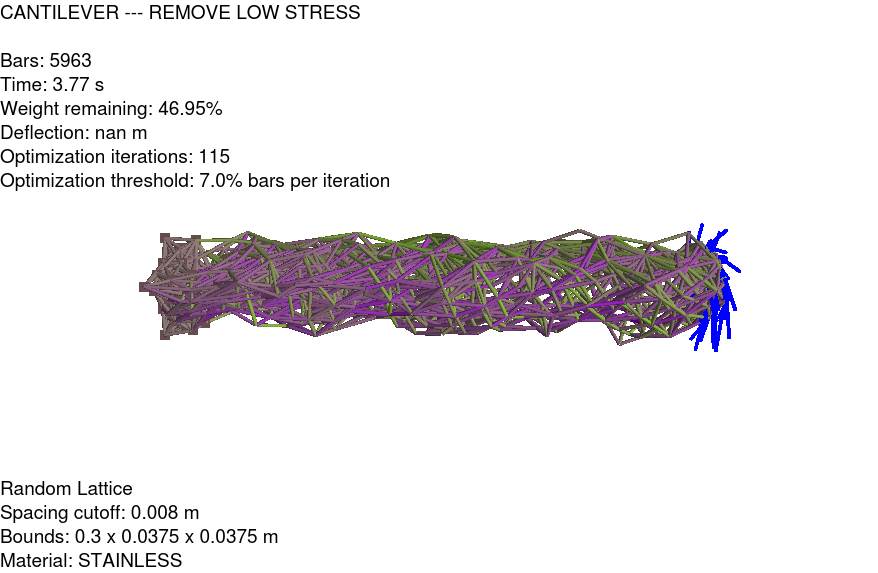 CANTILEVER --- REMOVE LOW STRESS
Bars: 5963
Time: 3.77 s
Weight remaining: 46.95%
Deflection: nan m
Optimization iterations: 115
Optimization threshold: 7.0% bars per iteration
Random Lattice
Spacing cutoff: 0.008 m
Bounds: 0.3 x 0.0375 x 0.0375 m
Material: STAINLESS